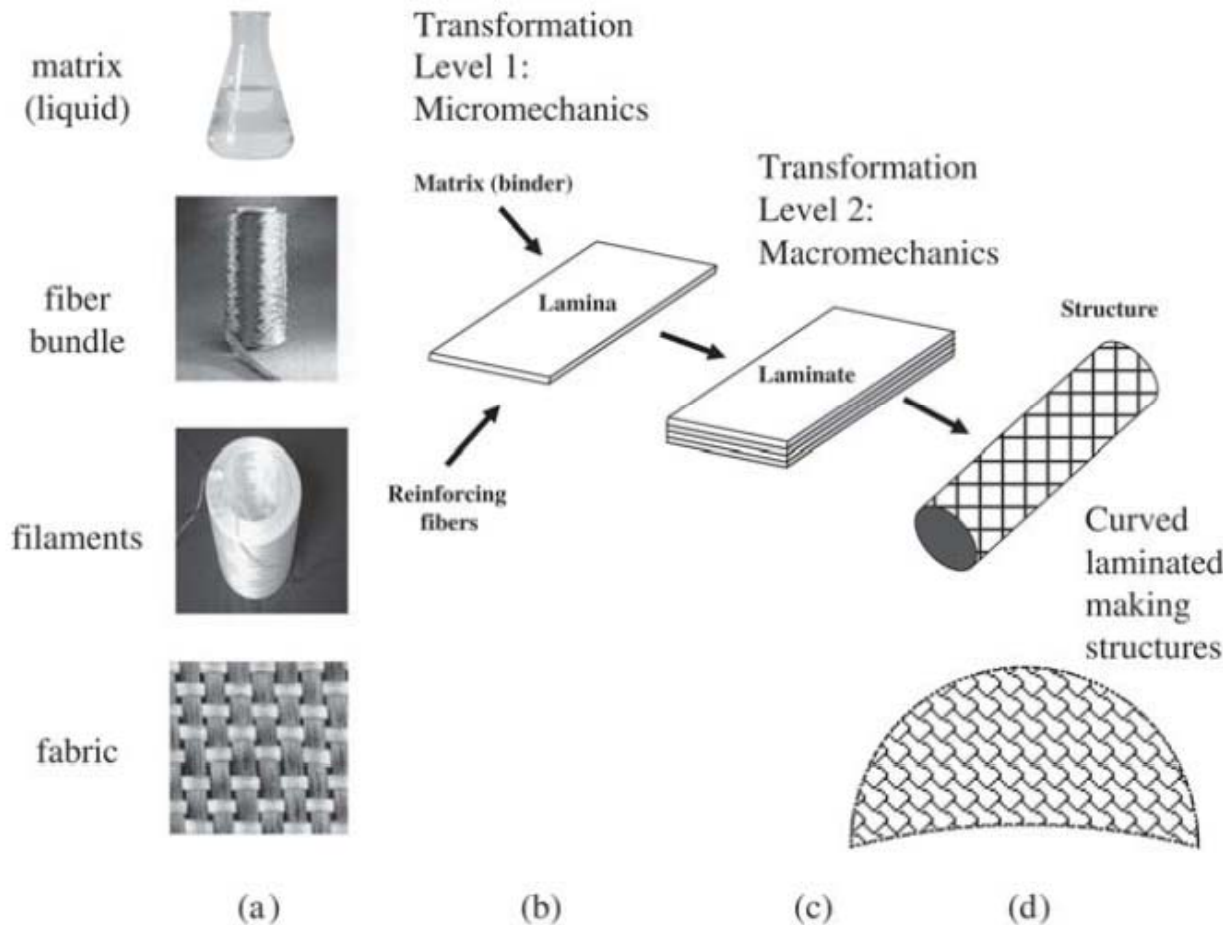 matrix
(liquid)
fiber
bundle
filaments
fabric
Transformation
Level 1:
Micromechanics
Matrix (binder)
Lamina
Reinforcing
fibers
Transformation
Level 2:
Macromechanics
Laminate
Structure
Curved
laminated
making
structures
(a)
(b)
(c)
(d)